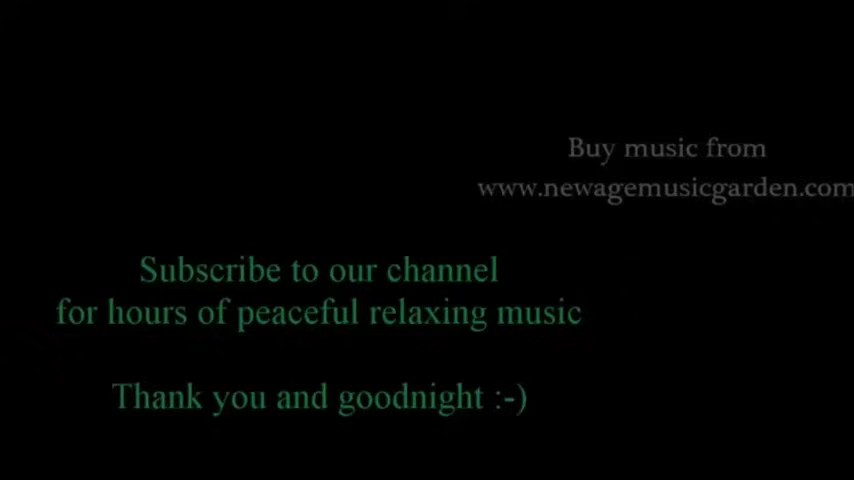 Buy music from
www.newagemusicgarden.com
Subscribe to our channel
for hours of peaceful relaxing music
Thank you and goodnight :-)